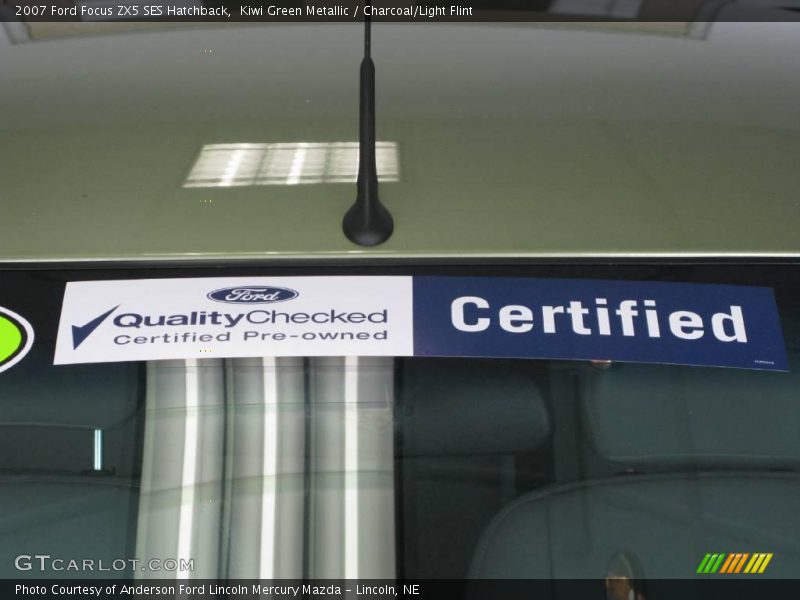 2007 Ford Focus ZX5 SES Hatchback, Kiwi Green Metallic / Charcoal/Light Flint
Ford
QualityChecked
Certified Pre-owned
Certified
GTCARLOT.COM
Photo Courtesy of Anderson Ford Lincoln Mercury Mazda - Lincoln, NE